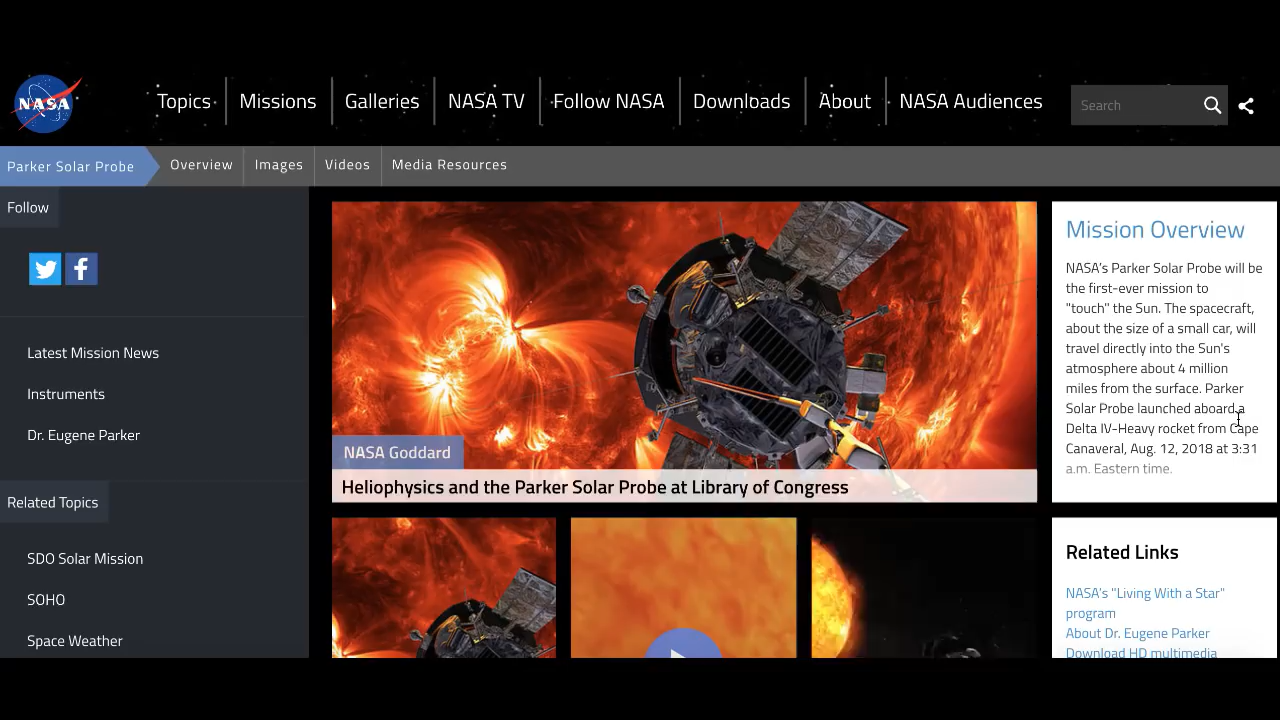 NASA
Topics
Missions
Galleries
NASA TV
Follow NASA
Downloads
About
NASA Audiences
Search
Parker Solar Probe
Overview
Images
Videos
Media Resources
Follow
Latest Mission News
Instruments
Dr. Eugene Parker
Related Topics
SDO Solar Mission
SOHO
Space Weather
NASA Goddard
Heliophysics and the Parker Solar Probe at Library of Congress
Mission Overview
NASA's Parker Solar Probe will be
the first-ever mission to
"touch" the Sun. The spacecraft,
about the size of a small car, will
travel directly into the Sun's
atmosphere about 4 million
miles from the surface. Parker
Solar Probe launched aboard a
Delta IV-Heavy rocket from Cape
Canaveral, Aug. 12, 2018 at 3:31
a.m. Eastern time.
Related Links
NASA's "Living With a Star"
program
About Dr. Eugene Parker
Download HD multimedia